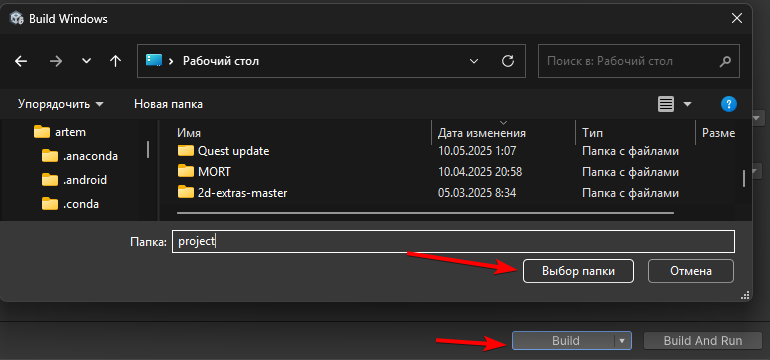 Build Windows
Рабочий стол
Поиск в: Рабочий стол
Упорядочить Новая папка
artem
.anaconda
.android
.conda
Имя Дата изменения Тип Разме
Quest update 10.05.2025 1:07 Папка с файлами
MORT 10.04.2025 20:58 Папка с файлами
2d-extras-master 05.03.2025 8:34 Папка с файлами
Папка: project
Выбор папки Отмена
Build Build And Run